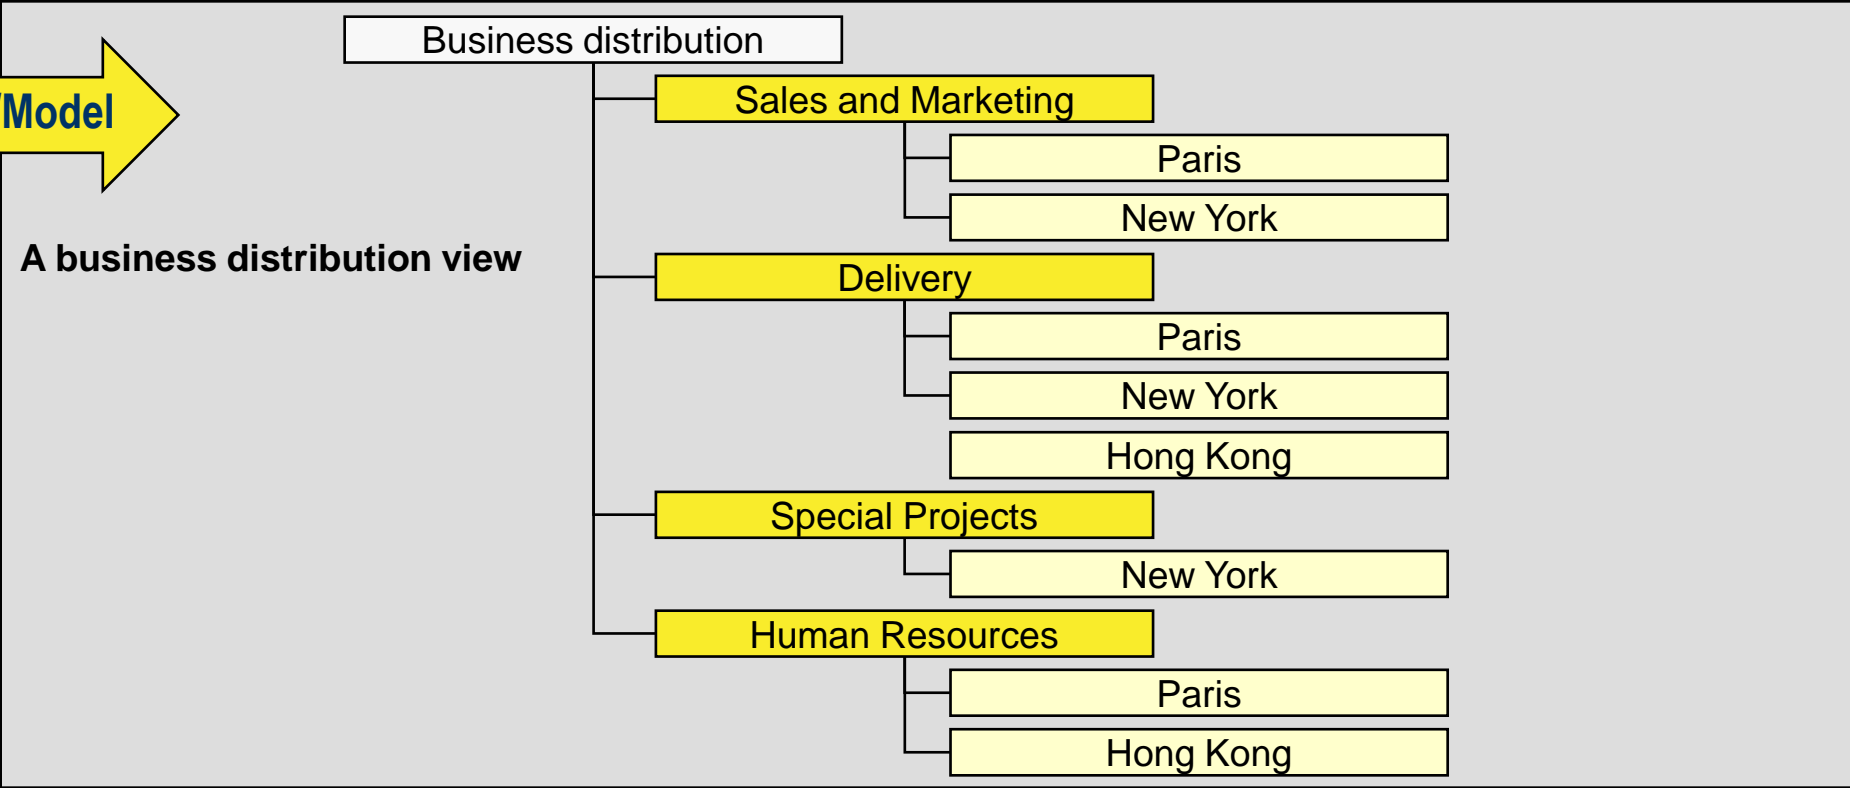 Business distribution
Sales and Marketing
/Model
Paris
New York
A business distribution view
Delivery
Paris
New York
Hong Kong
Special Projects
New York
Human Resources
Paris
Hong Kong